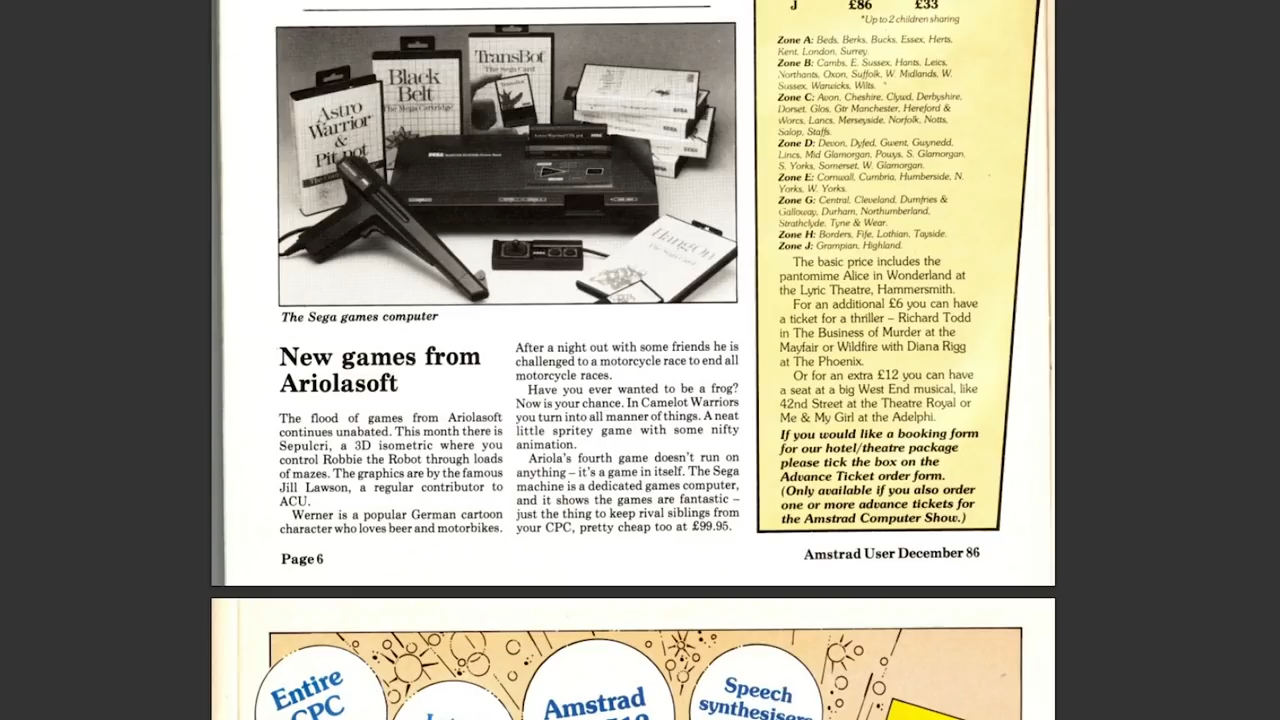 J £86 £33
*Up to 2 children sharing
Zone A: Beds, Berks, Bucks, Essex, Herts,
Kent, London, Surrey.
Zone B: Cambs, E. Sussex, Hants, Leics,
Northants, Oxon, Suffolk, W. Midlands, W.
Sussex, Warwicks, Wilts.
Zone C: Avon, Cheshire, Clwyd, Derbyshire,
Dorset, Glos, Gtr Manchester, Hereford &
Worcs, Lancs, Merseyside, Norfolk, Notts,
Salop, Staffs.
Zone D: Devon, Dyfed, Gwent, Gwynedd,
Lincs, Mid Glamorgan, Powys, S. Glamorgan,
S. Yorks, Somerset, W. Glamorgan.
Zone E: Cornwall, Cumbria, Humberside, N.
Yorks, W. Yorks.
Zone G: Central, Cleveland, Dumfries &
Galloway, Durham, Northumberland,
Strathclyde, Tyne & Wear.
Zone H: Borders, Fife, Lothian, Tayside.
Zone J: Grampian, Highland.
The basic price includes the
pantomime Alice in Wonderland at
the Lyric Theatre, Hammersmith.
For an additional £6 you can have
a ticket for a thriller – Richard Todd
in The Business of Murder at the
Mayfair or Wildfire with Diana Rigg
at The Phoenix.
Or for an extra £12 you can have
a seat at a big West End musical, like
42nd Street at the Theatre Royal or
Me & My Girl at the Adelphi.
If you would like a booking form
for our hotel/theatre package
please tick the box on the
Advance Ticket order form.
(Only available if you also order
one or more advance tickets for
the Amstrad Computer Show.)
Astro
Warrior
&
Pit pot
Black
Belt
The Mega Cartridge
TransBot
The Sega Card
SEGA
SEGA
SEGA
Hang On
The Sega Card
The Sega games computer
New games from
Ariolasoft
The flood of games from Ariolasoft
continues unabated. This month there is
Sepulcri, a 3D isometric where you
control Robbie the Robot through loads
of mazes. The graphics are by the famous
Jill Lawson, a regular contributor to
ACU.
Werner is a popular German cartoon
character who loves beer and motorbikes.
After a night out with some friends he is
challenged to a motorcycle race to end all
motorcycle races.
Have you ever wanted to be a frog?
Now is your chance. In Camelot Warriors
you turn into all manner of things. A neat
little spritey game with some nifty
animation.
Ariola's fourth game doesn't run on
anything – it's a game in itself. The Sega
machine is a dedicated games computer,
and it shows the games are fantastic –
just the thing to keep rival siblings from
your CPC, pretty cheap too at £99.95.
Page 6
Amstrad User December 86
Entire
CPC
Amstrad
Speech
synthesisers